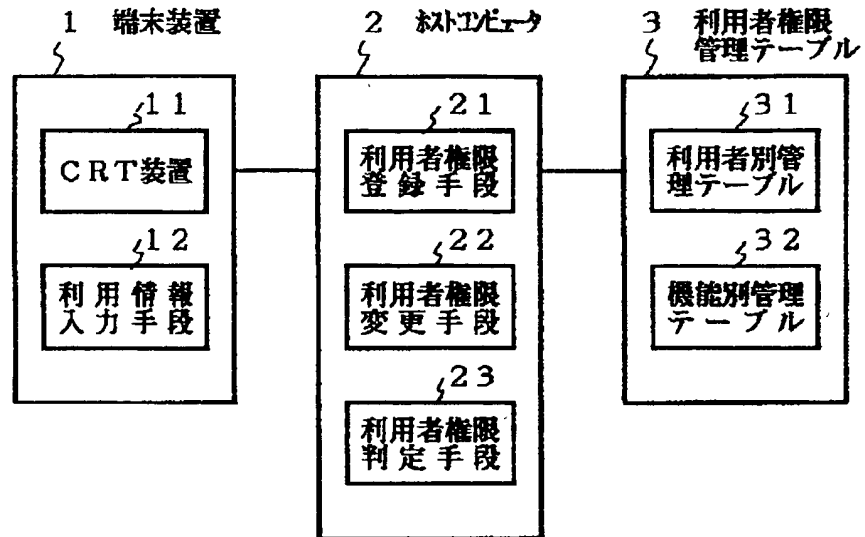 1 端末装置
11
CRT装置
12
利用情報
入力手段
2 ホストコンピュータ
21
利用者権限
登録手段
22
利用者権限
変更手段
23
利用者権限
判定手段
3 利用者権限
管理テーブル
31
利用者別管
理テーブル
32
機能別管理
テーブル